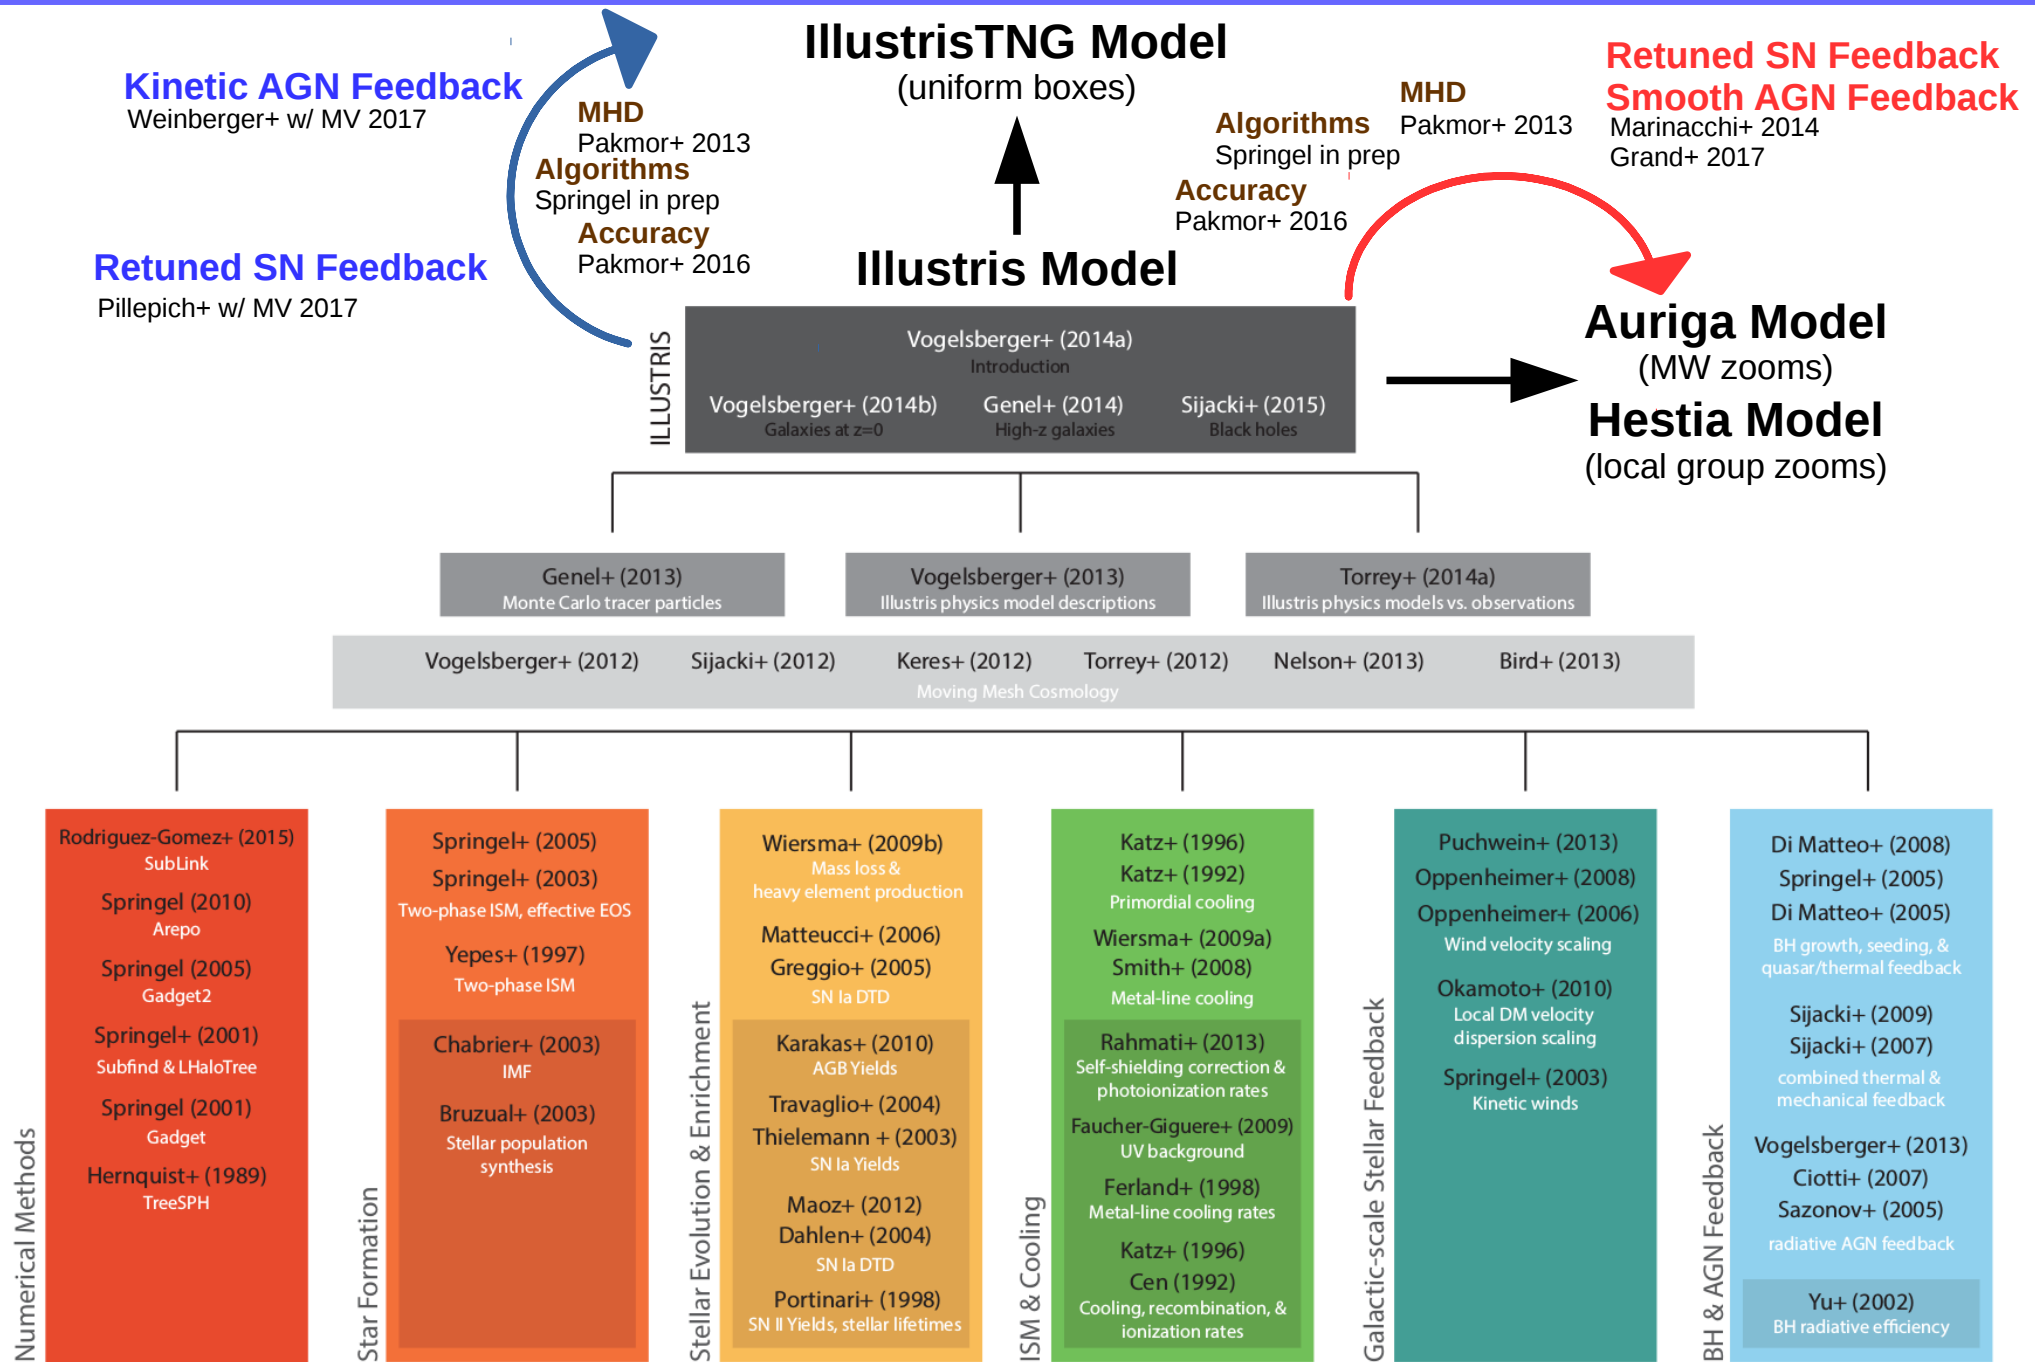 IllustrisTNG Model
(uniform boxes)
Kinetic AGN Feedback
Weinberger+ w/ MV 2017
MHD
Pakmor+ 2013
Algorithms
Springel in prep
Accuracy
Pakmor+ 2016
Retuned SN Feedback
Pillepich+ w/ MV 2017
Retuned SN Feedback
Smooth AGN Feedback
Marinacchi+ 2014
Grand+ 2017
MHD
Pakmor+ 2013
Algorithms
Springel in prep
Accuracy
Pakmor+ 2016
Illustris Model
Auriga Model
(MW zooms)
Hestia Model
(local group zooms)
ILLUSTRIS
Vogelsberger+ (2014a)
Introduction
Vogelsberger+ (2014b)
Galaxies at z=0
Genel+ (2014)
High-z galaxies
Sijacki+ (2015)
Black holes
Genel+ (2013)
Monte Carlo tracer particles
Vogelsberger+ (2013)
Illustris physics model descriptions
Torrey+ (2014a)
Illustris physics models vs. observations
Vogelsberger+ (2012) Sijacki+ (2012) Keres+ (2012) Torrey+ (2012) Nelson+ (2013) Bird+ (2013)
Moving Mesh Cosmology
Numerical Methods
Rodriguez-Gomez+ (2015)
SubLink
Springel (2010)
Arepo
Springel (2005)
Gadget2
Springel+ (2001)
Subfind & LHaloTree
Springel (2001)
Gadget
Hernquist+ (1989)
TreeSPH
Star Formation
Springel+ (2005)
Springel+ (2003)
Two-phase ISM, effective EOS
Yepes+ (1997)
Two-phase ISM
Chabrier+ (2003)
IMF
Bruzual+ (2003)
Stellar population
synthesis
Stellar Evolution & Enrichment
Wiersma+ (2009b)
Mass loss &
heavy element production
Matteucci+ (2006)
Greggio+ (2005)
SN Ia DTD
Karakas+ (2010)
AGB Yields
Travaglio+ (2004)
Thielemann + (2003)
SN Ia Yields
Maoz+ (2012)
Dahlen+ (2004)
SN Ia DTD
Portinari+ (1998)
SN II Yields, stellar lifetimes
ISM & Cooling
Katz+ (1996)
Katz+ (1992)
Primordial cooling
Wiersma+ (2009a)
Smith+ (2008)
Metal-line cooling
Rahmati+ (2013)
Self-shielding correction &
photoionization rates
Faucher-Giguere+ (2009)
UV background
Ferland+ (1998)
Metal-line cooling rates
Katz+ (1996)
Cen (1992)
Cooling, recombination, &
ionization rates
Galactic-scale Stellar Feedback
Puchwein+ (2013)
Oppenheimer+ (2008)
Oppenheimer+ (2006)
Wind velocity scaling
Okamoto+ (2010)
Local DM velocity
dispersion scaling
Springel+ (2003)
Kinetic winds
BH & AGN Feedback
Di Matteo+ (2008)
Springel+ (2005)
Di Matteo+ (2005)
BH growth, seeding, &
quasar/thermal feedback
Sijacki+ (2009)
Sijacki+ (2007)
combined thermal &
mechanical feedback
Vogelsberger+ (2013)
Ciotti+ (2007)
Sazonov+ (2005)
radiative AGN feedback
Yu+ (2002)
BH radiative efficiency